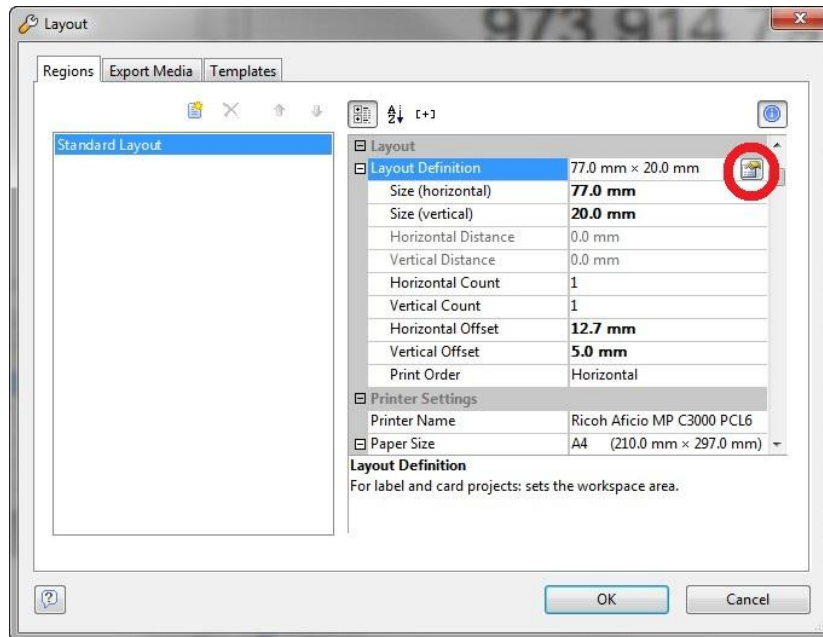 Layout
973 914 7
Regions Export Media Templates
[+]
Standard Layout
Layout
Layout Definition 77.0 mm × 20.0 mm
Size (horizontal) 77.0 mm
Size (vertical) 20.0 mm
Horizontal Distance 0.0 mm
Vertical Distance 0.0 mm
Horizontal Count 1
Vertical Count 1
Horizontal Offset 12.7 mm
Vertical Offset 5.0 mm
Print Order Horizontal
Printer Settings
Printer Name Ricoh Aficio MP C3000 PCL6
Paper Size A4 (210.0 mm × 297.0 mm)
Layout Definition
For label and card projects: sets the workspace area.
OK Cancel